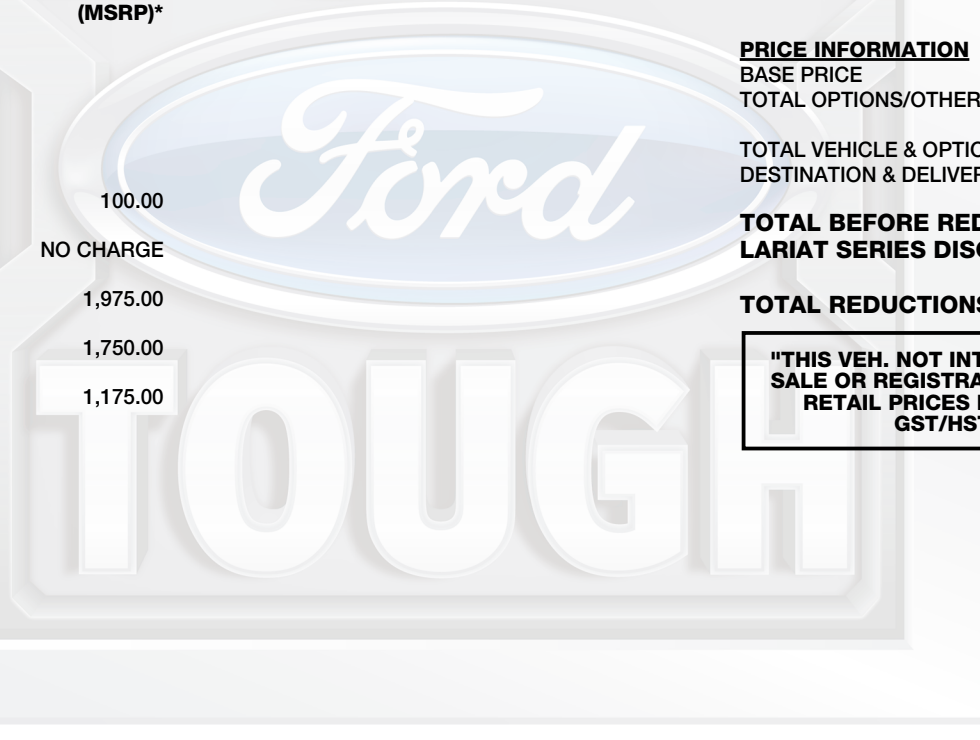 (MSRP)*
100.00
NO CHARGE
1,975.00
1,750.00
1,175.00
Ford
TOUGH
PRICE INFORMATION
BASE PRICE
TOTAL OPTIONS/OTHER
TOTAL VEHICLE & OPTIO
DESTINATION & DELIVER
TOTAL BEFORE RED
LARIAT SERIES DISC
TOTAL REDUCTIONS
"THIS VEH. NOT INT
SALE OR REGISTRA
RETAIL PRICES
GST/HST